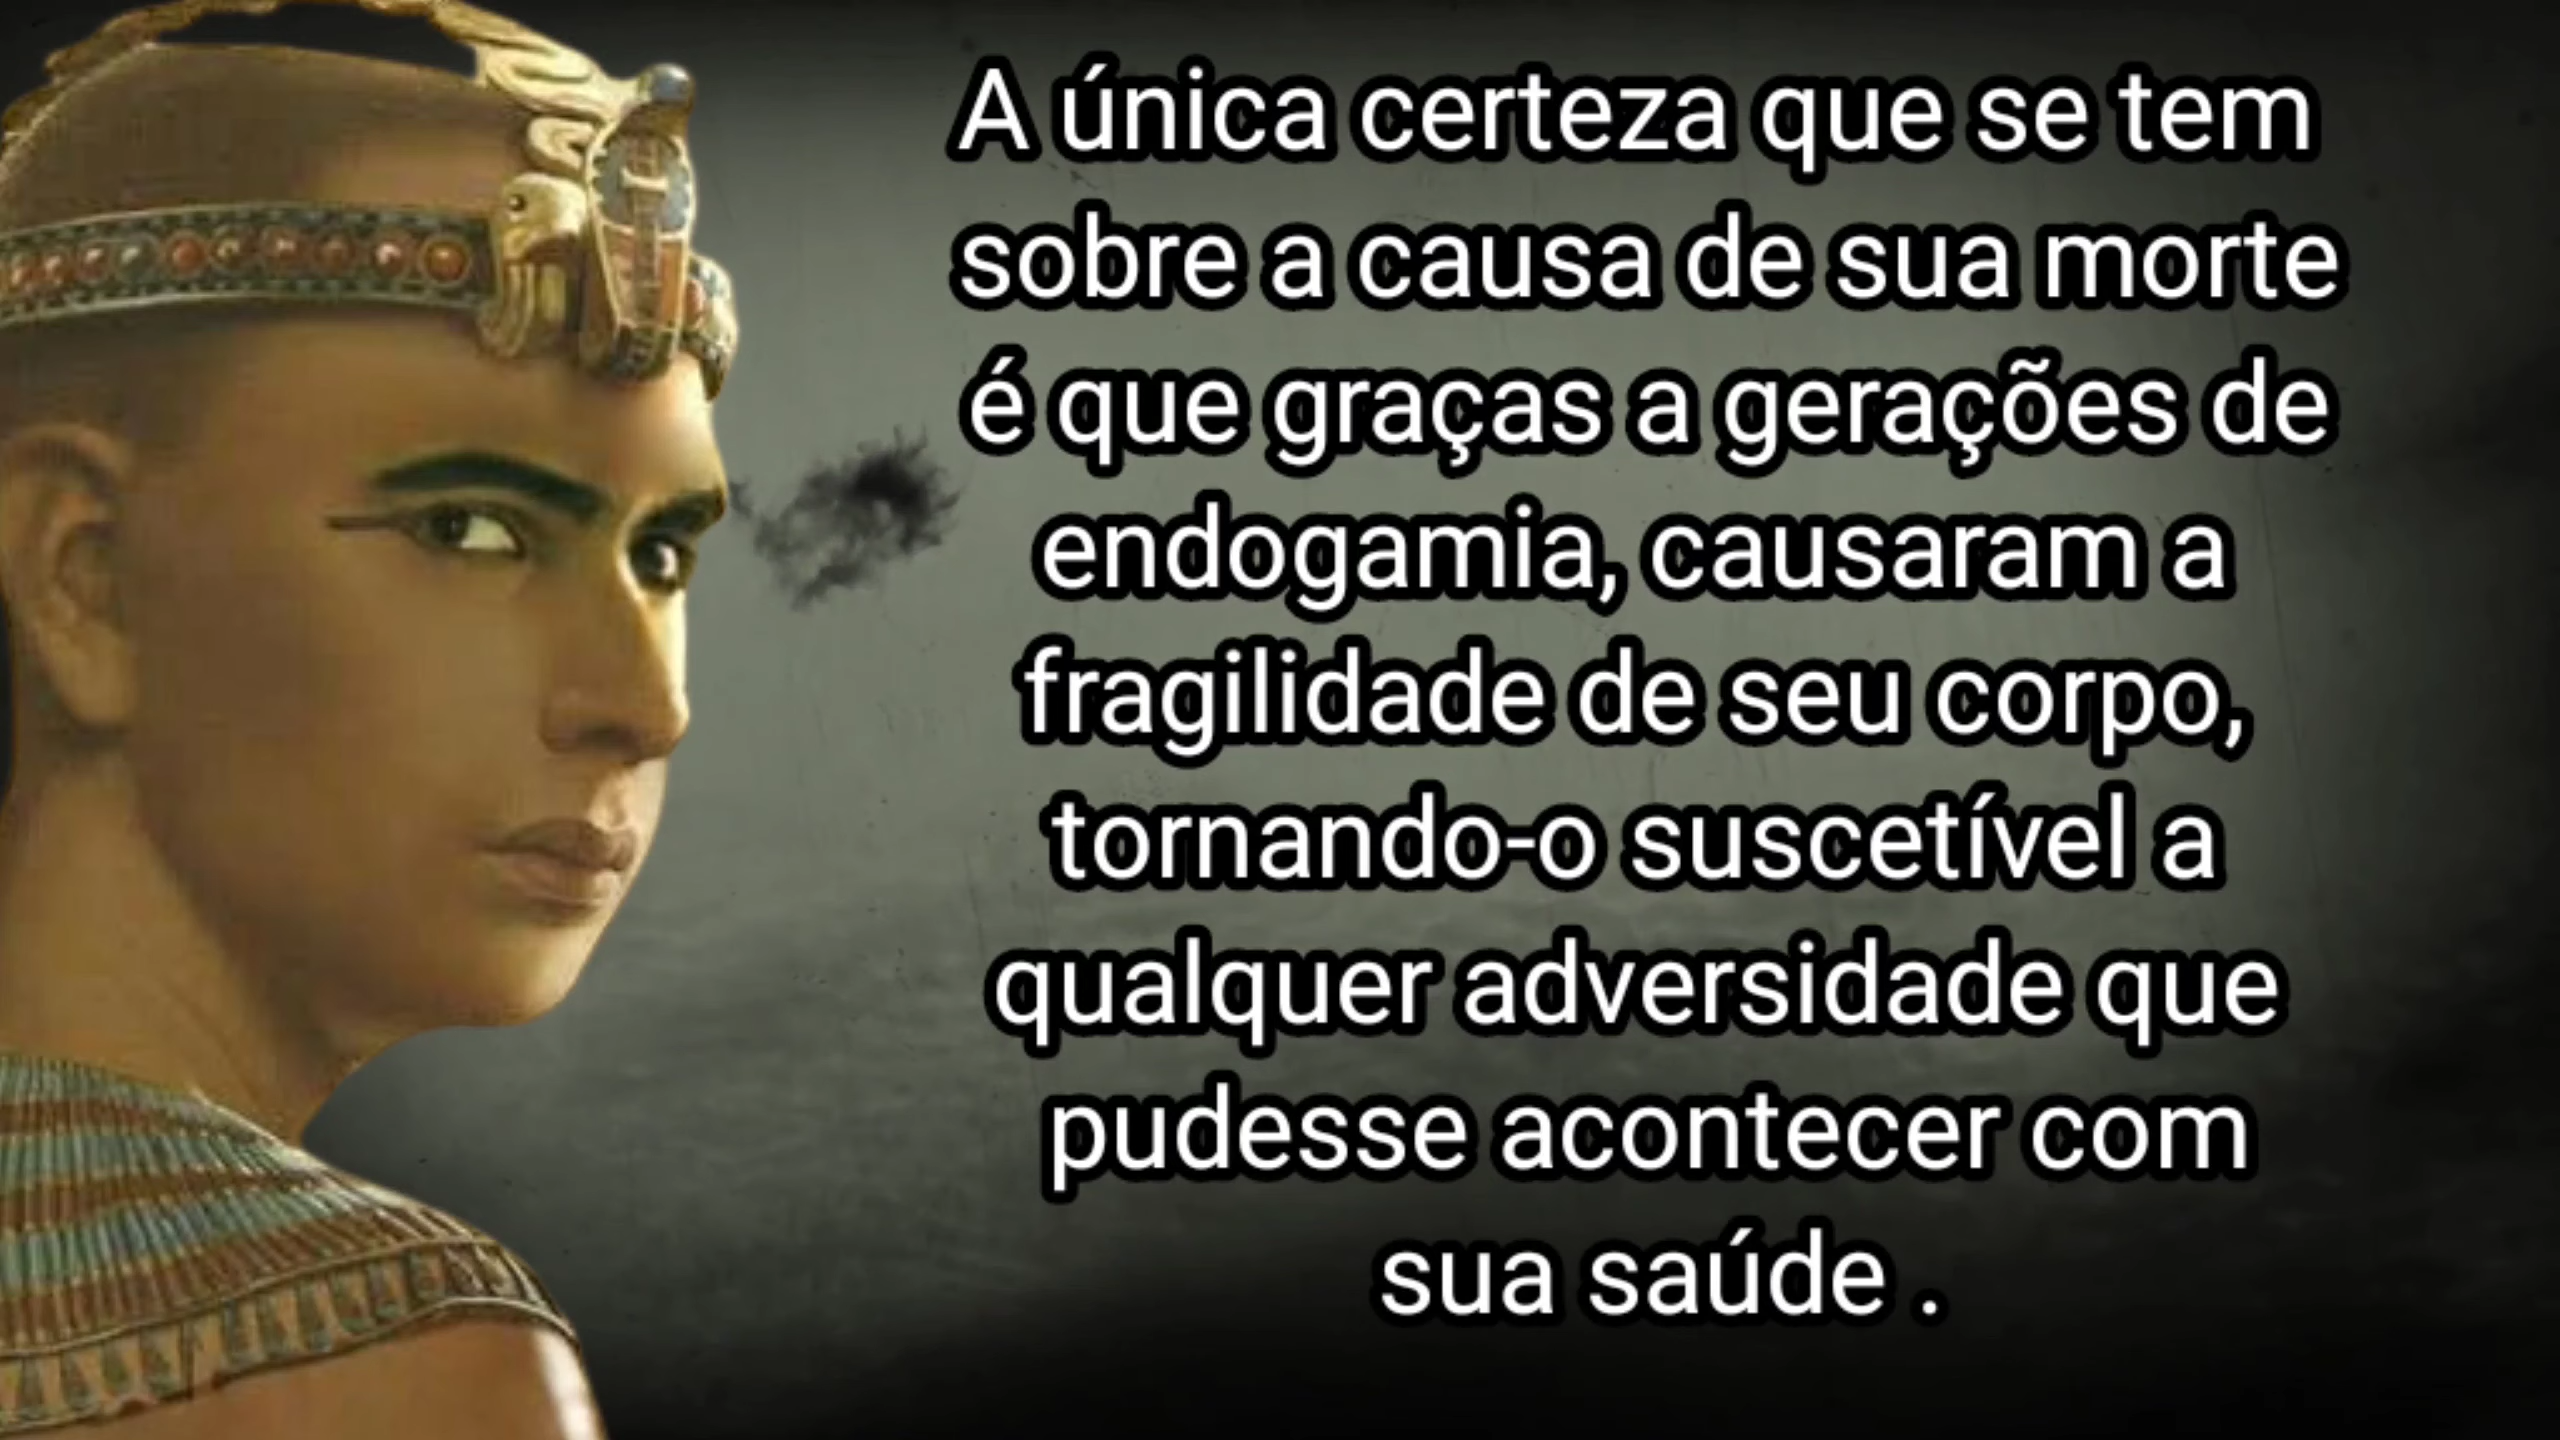 A única certeza que se tem
sobre a causa de sua morte
é que graças a gerações de
endogamia, causaram a
fragilidade de seu corpo,
tornando-o suscetível a
qualquer adversidade que
pudesse acontecer com
sua saúde .